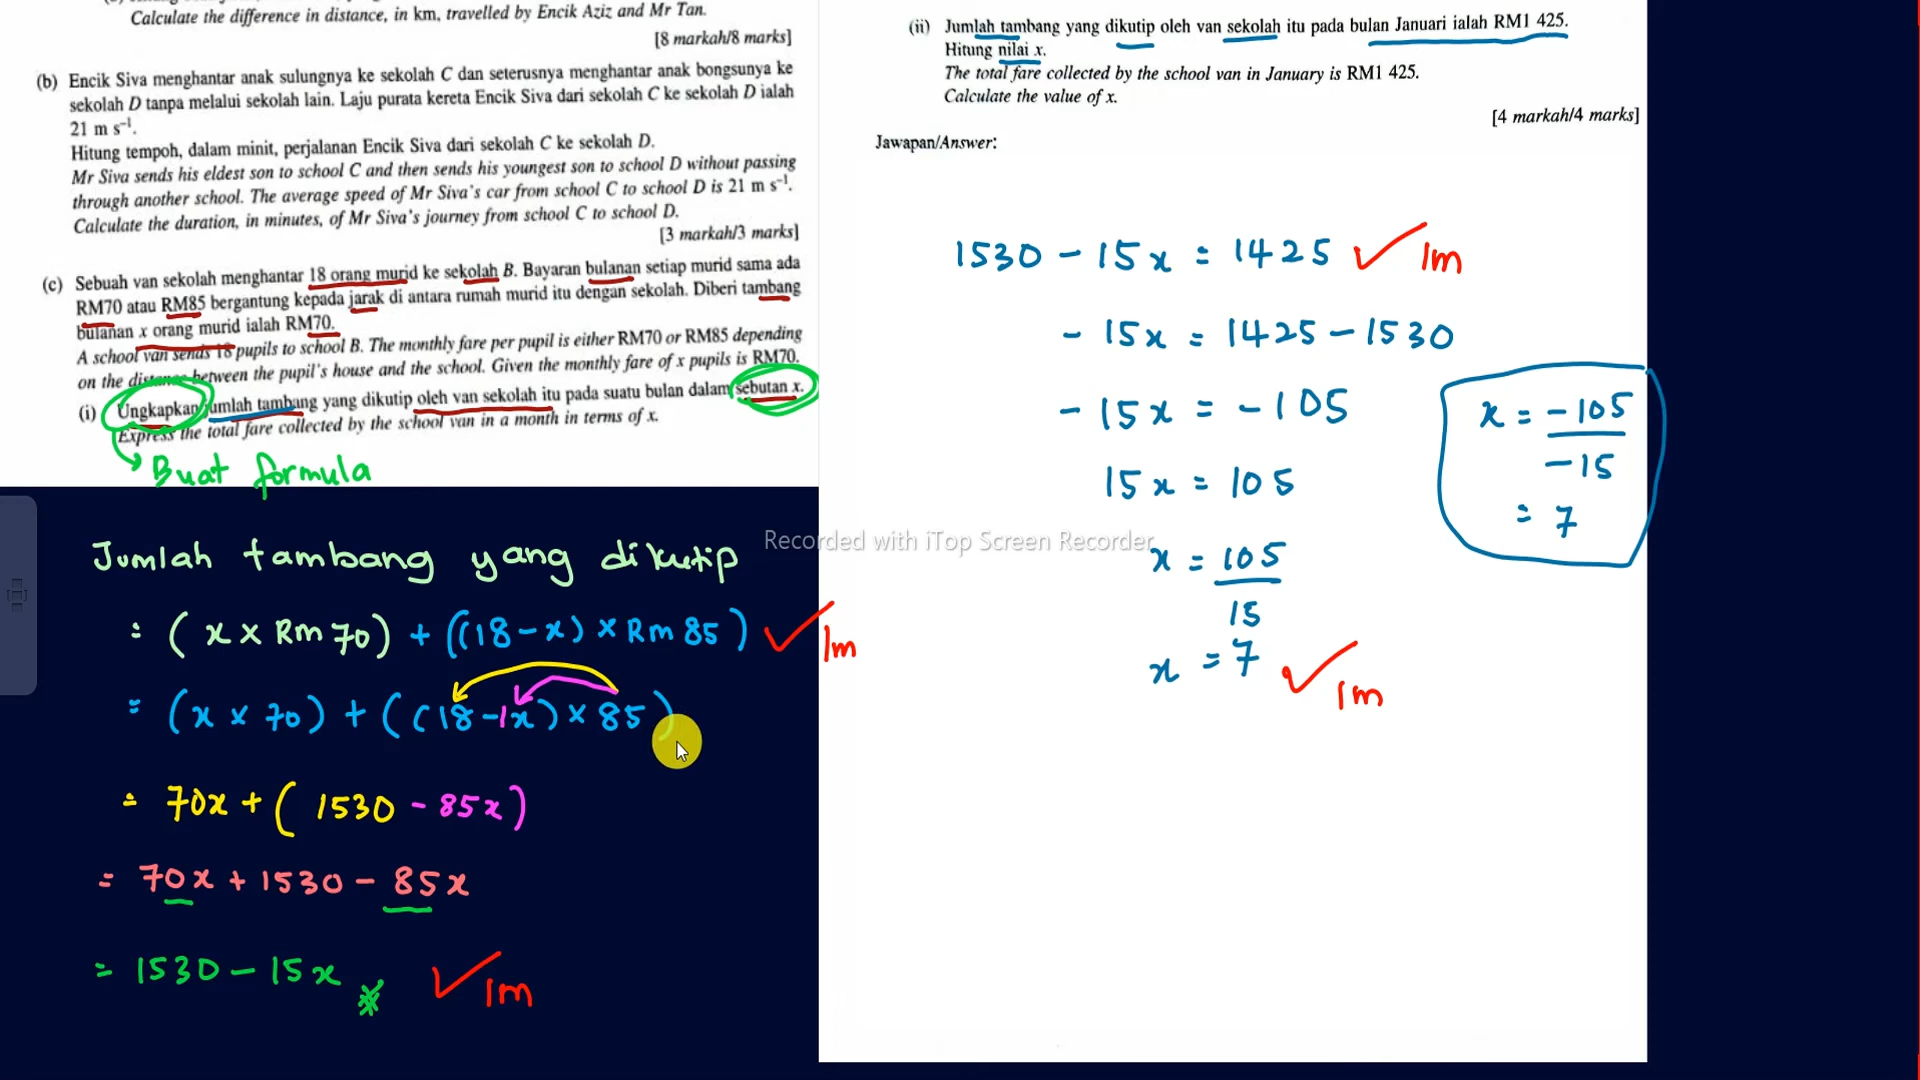 Calculate the difference in distance, in km, travelled by Encik Aziz and Mr Tan.
[8 markah/8 marks]
(b) Encik Siva menghantar anak sulungnya ke sekolah C dan seterusnya menghantar anak bongsunya ke
sekolah D tanpa melalui sekolah lain. Laju purata kereta Encik Siva dari sekolah C ke sekolah D ialah
21 m s⁻¹.
Hitung tempoh, dalam minit, perjalanan Encik Siva dari sekolah C ke sekolah D.
Mr Siva sends his eldest son to school C and then sends his youngest son to school D without passing
through another school. The average speed of Mr Siva's car from school C to school D is 21 m s⁻¹.
Calculate the duration, in minutes, of Mr Siva's journey from school C to school D.
[3 markah/3 marks]
(c) Sebuah van sekolah menghantar 18 orang murid ke sekolah B. Bayaran bulanan setiap murid sama ada
RM70 atau RM85 bergantung kepada jarak di antara rumah murid itu dengan sekolah. Diberi tambang
bulanan x orang murid ialah RM70.
A school van sends 18 pupils to school B. The monthly fare per pupil is either RM70 or RM85 depending
on the distance between the pupil's house and the school. Given the monthly fare of x pupils is RM70.
(i) Ungkapkan jumlah tambang yang dikutip oleh van sekolah itu pada suatu bulan dalam sebutan x.
Express the total fare collected by the school van in a month in terms of x.
Buat formula
Jumlah tambang yang dikutip
= (x × Rm 70) + ((18 - x) × Rm 85) 1m
= (x × 70) + ((18 - 1x) × 85)
= 70x + (1530 - 85x)
= 70x + 1530 - 85x
= 1530 - 15x 1m
(ii) Jumlah tambang yang dikutip oleh van sekolah itu pada bulan Januari ialah RM1 425.
Hitung nilai x.
The total fare collected by the school van in January is RM1 425.
Calculate the value of x.
[4 markah/4 marks]
Jawapan/Answer:
1530 - 15x = 1425 1m
- 15x = 1425 - 1530
- 15x = - 105
15x = 105
x = 105
15
x = 7 1m
x = -105
-15
= 7
Recorded with iTop Screen Recorder